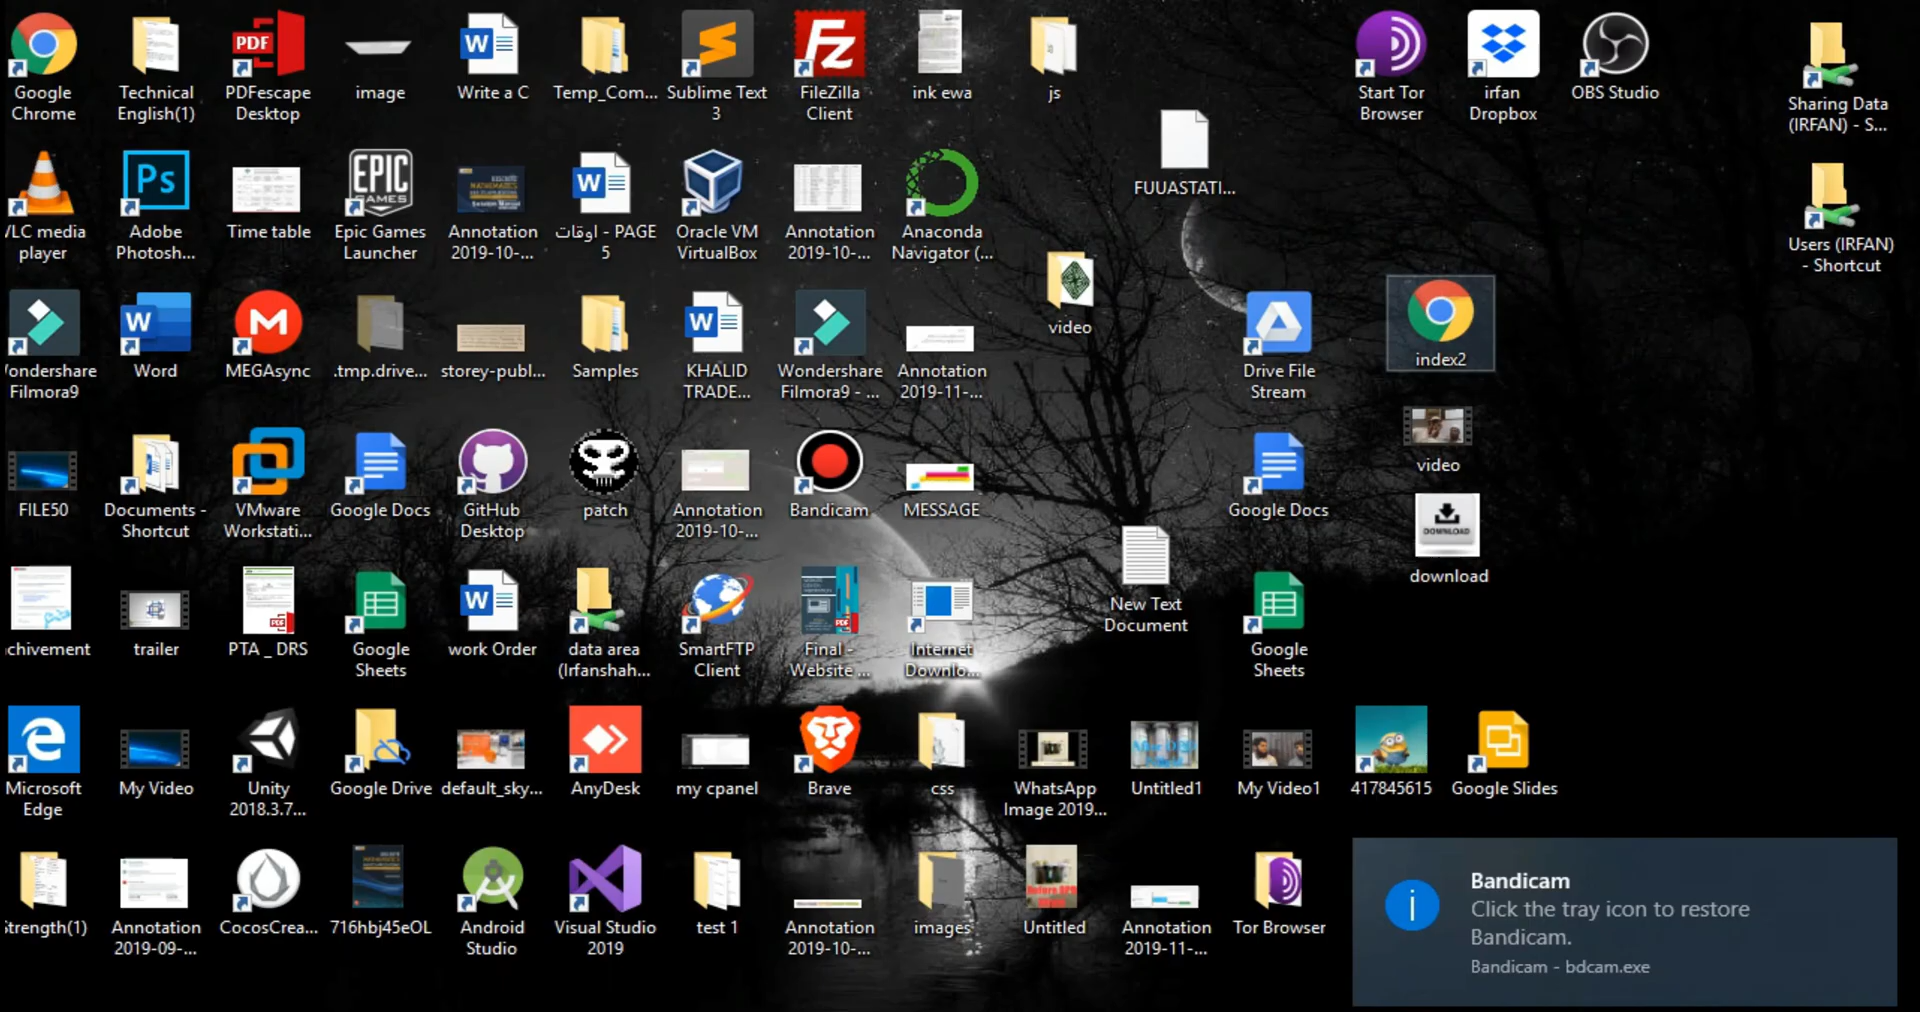 Google
Chrome
Technical
English(1)
PDF
PDFescape
Desktop
image
Write a C
Temp_Com...
Sublime Text
3
FileZilla
Client
ink ewa
js
Start Tor
Browser
irfan
Dropbox
OBS Studio
Sharing Data
(IRFAN) - S...
FUUASTATI...
VLC media
player
Ps
Adobe
Photosh...
Time table
EPIC
GAMES
Epic Games
Launcher
Annotation
2019-10-...
اوقات - PAGE
5
Oracle VM
VirtualBox
Annotation
2019-10-...
Anaconda
Navigator (...
Users (IRFAN)
- Shortcut
video
Wondershare
Filmora9
Word
MEGAsync
.tmp.drive...
storey-publ...
Samples
KHALID
TRADE...
Wondershare
Filmora9 - ...
Annotation
2019-11-...
Drive File
Stream
index2
video
FILE50
Documents -
Shortcut
VMware
Workstati...
Google Docs
GitHub
Desktop
patch
Annotation
2019-10-...
Bandicam
MESSAGE
Google Docs
DOWNLOAD
download
New Text
Document
chivement
trailer
PTA _ DRS
Google
Sheets
work Order
data area
(Irfanshah...
SmartFTP
Client
Final -
Website ...
Internet
Downlo...
Google
Sheets
Microsoft
Edge
My Video
Unity
2018.3.7...
Google Drive
default_sky...
AnyDesk
my cpanel
Brave
css
WhatsApp
Image 2019...
Untitled1
My Video1
417845615
Google Slides
Strength(1)
Annotation
2019-09-...
CocosCrea...
716hbj45eOL
Android
Studio
Visual Studio
2019
test 1
Annotation
2019-10-...
images
Untitled
Annotation
2019-11-...
Tor Browser
Bandicam
Click the tray icon to restore
Bandicam.
Bandicam - bdcam.exe